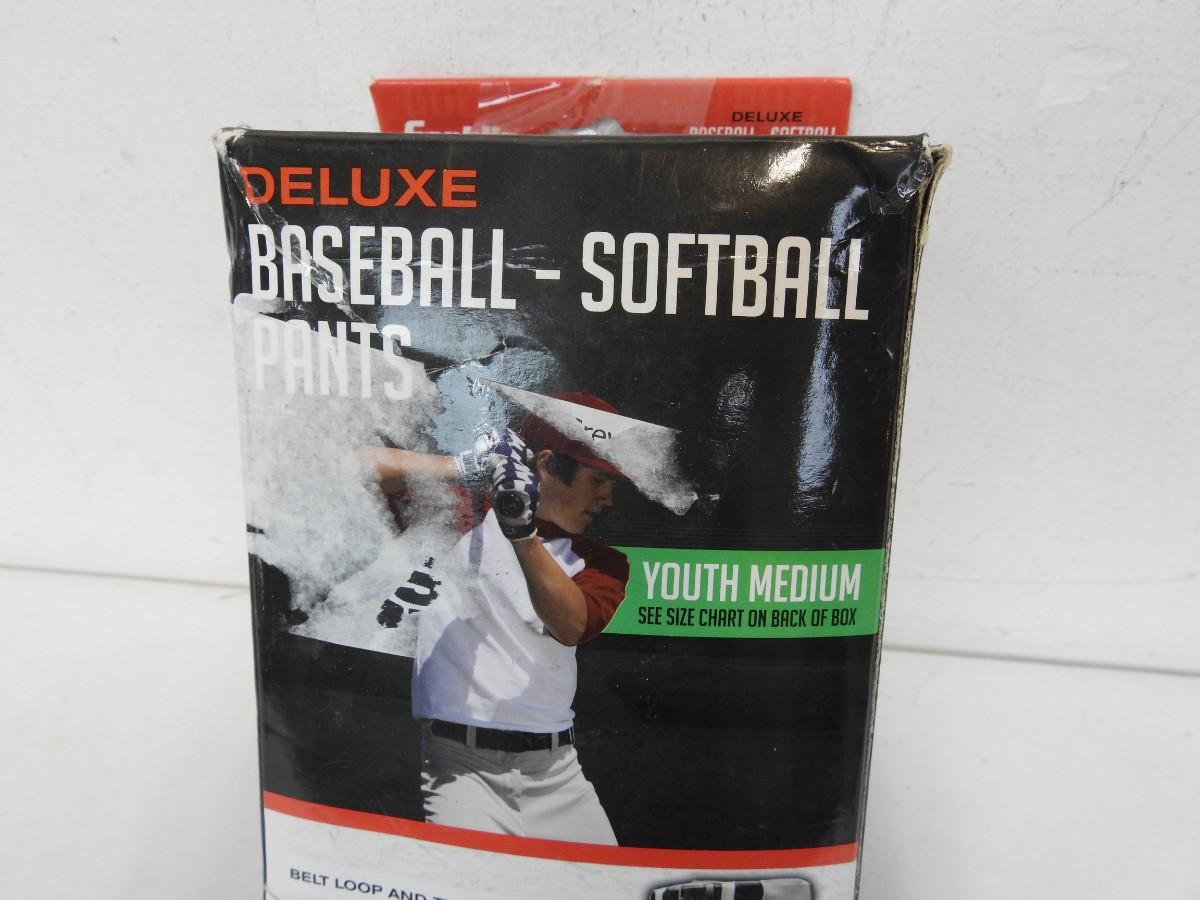 DELUXE
BASEBALL - SOFTBALL
DELUXE
BASEBALL - SOFTBALL
PANTS
YOUTH MEDIUM
SEE SIZE CHART ON BACK OF BOX
BELT LOOP AND